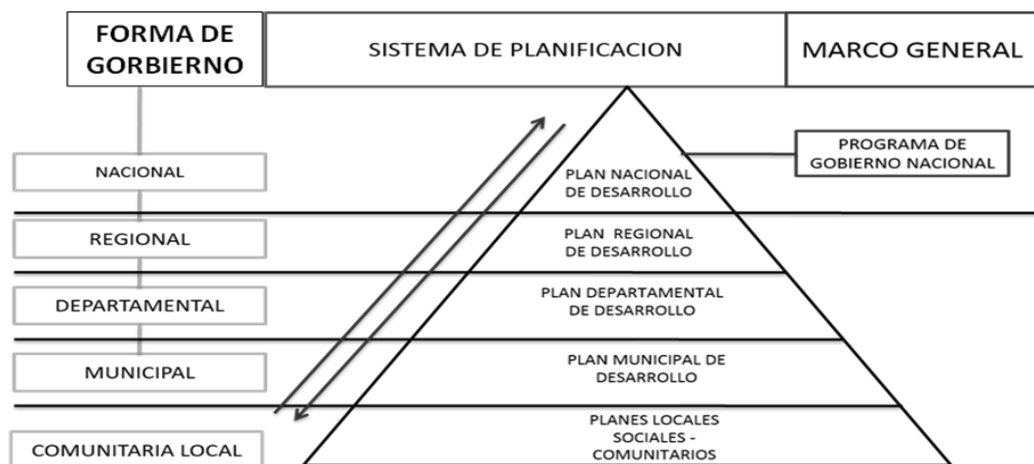 FORMA DE
GORBIERNO
SISTEMA DE PLANIFICACION
MARCO GENERAL
PROGRAMA DE
GOBIERNO NACIONAL
NACIONAL
PLAN NACIONAL
DE DESARROLLO
REGIONAL
PLAN REGIONAL
DE DESARROLLO
DEPARTAMENTAL
PLAN DEPARTAMENTAL
DE DESARROLLO
MUNICIPAL
PLAN MUNICIPAL DE
DESARROLLO
COMUNITARIA LOCAL
PLANES LOCALES
SOCIALES -
COMUNITARIOS